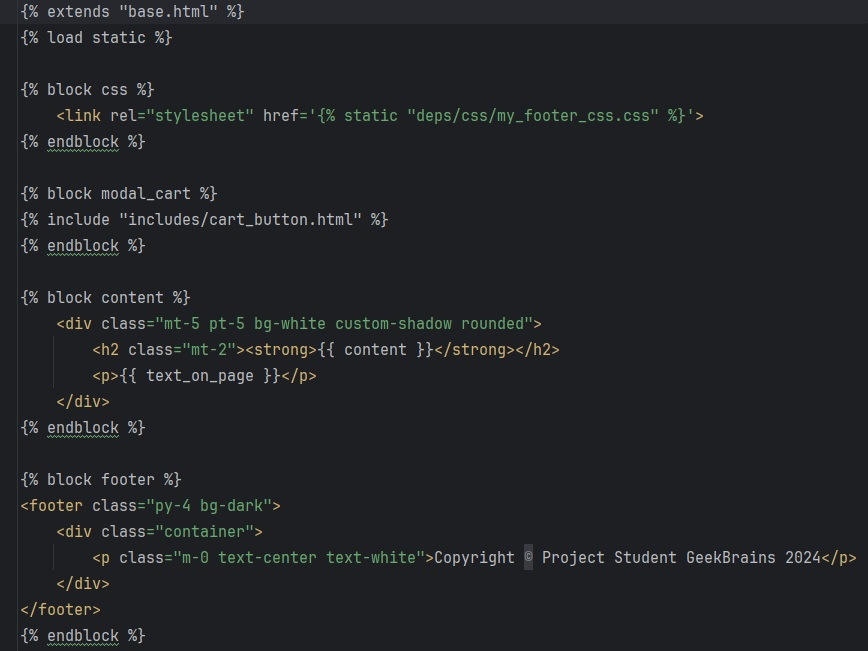 {% extends "base.html" %}
{% load static %}
{% block css %}
<link rel="stylesheet" href='{% static "deps/css/my_footer_css.css" %}'>
{% endblock %}
{% block modal_cart %}
{% include "includes/cart_button.html" %}
{% endblock %}
{% block content %}
<div class="mt-5 pt-5 bg-white custom-shadow rounded">
<h2 class="mt-2"><strong>{{ content }}</strong></h2>
<p>{{ text_on_page }}</p>
</div>
{% endblock %}
{% block footer %}
<footer class="py-4 bg-dark">
<div class="container">
<p class="m-0 text-center text-white">Copyright © Project Student GeekBrains 2024</p>
</div>
</footer>
{% endblock %}